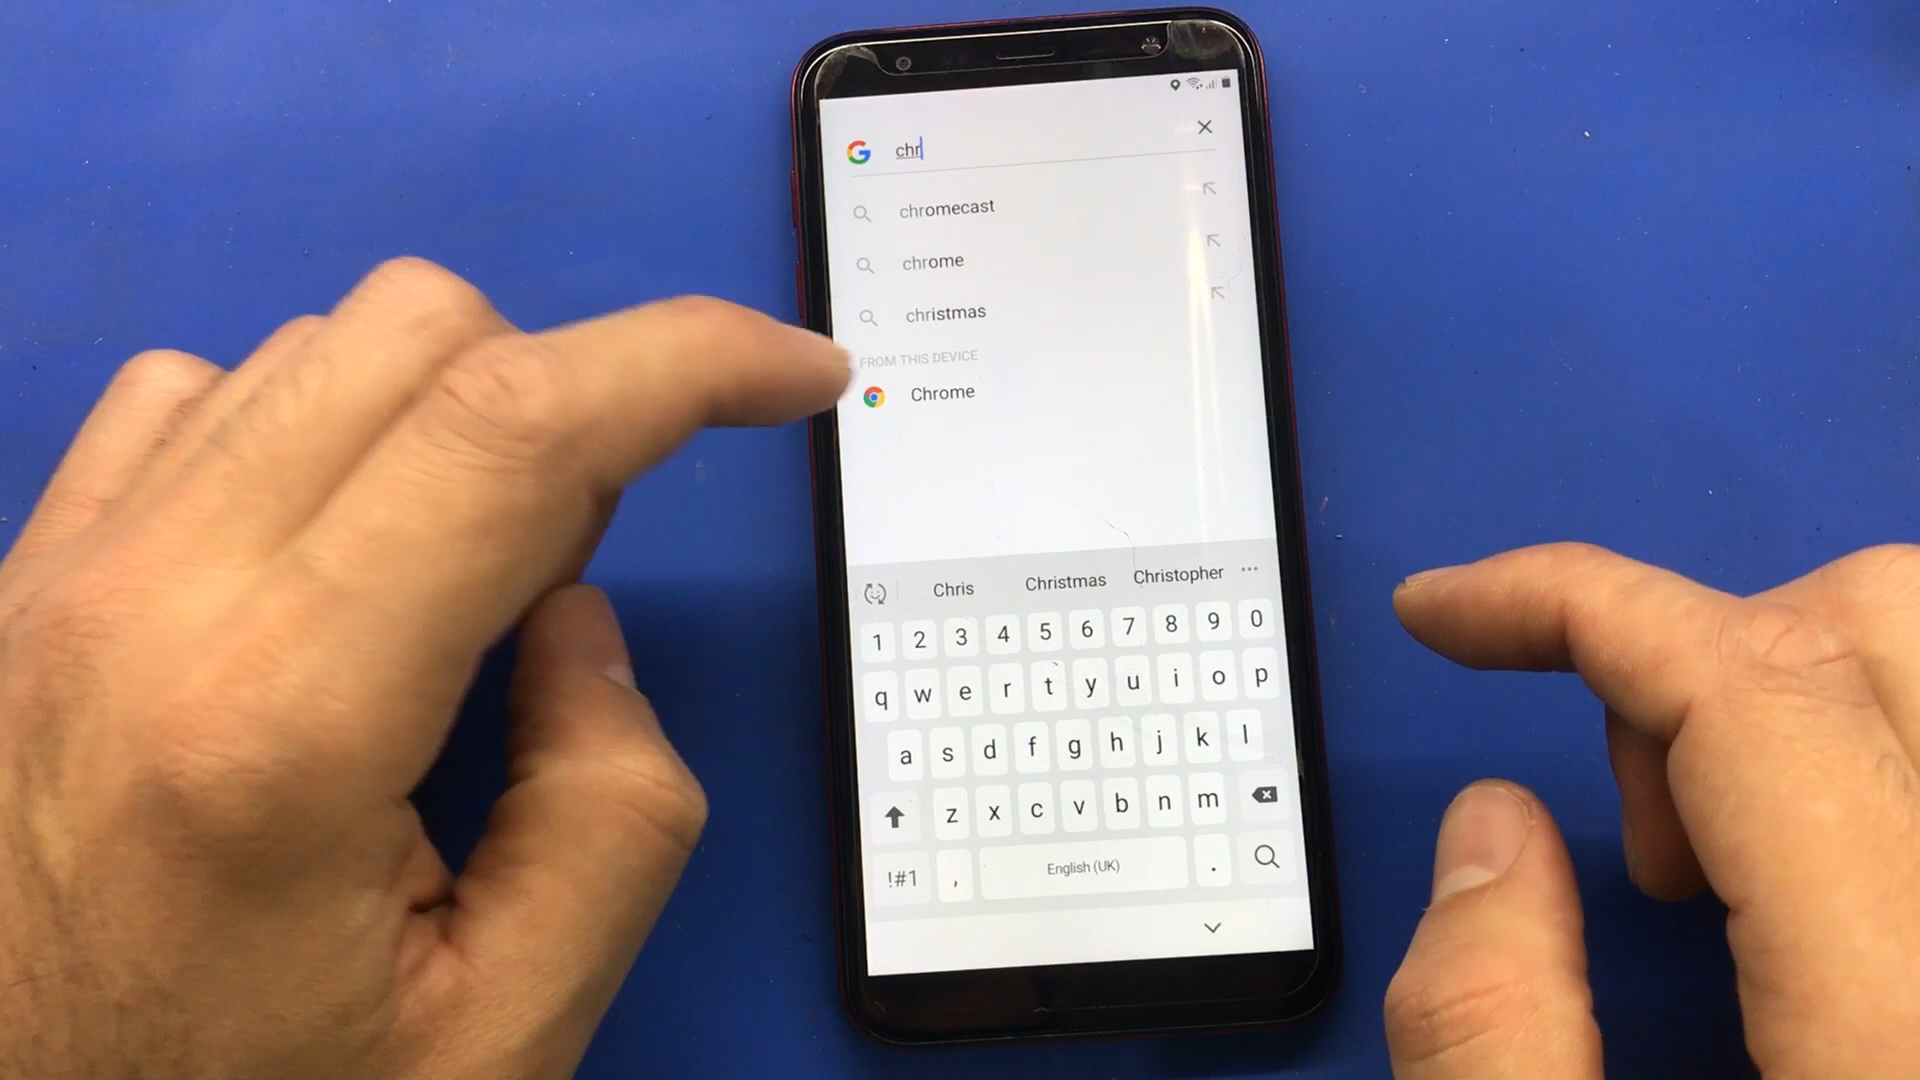 chr
chromecast
chrome
christmas
FROM THIS DEVICE
Chrome
Chris Christmas Christopher
1 2 3 4 5 6 7 8 9 0
q w e r t y u i o p
a s d f g h j k l
z x c v b n m
!#1 , English (UK) .